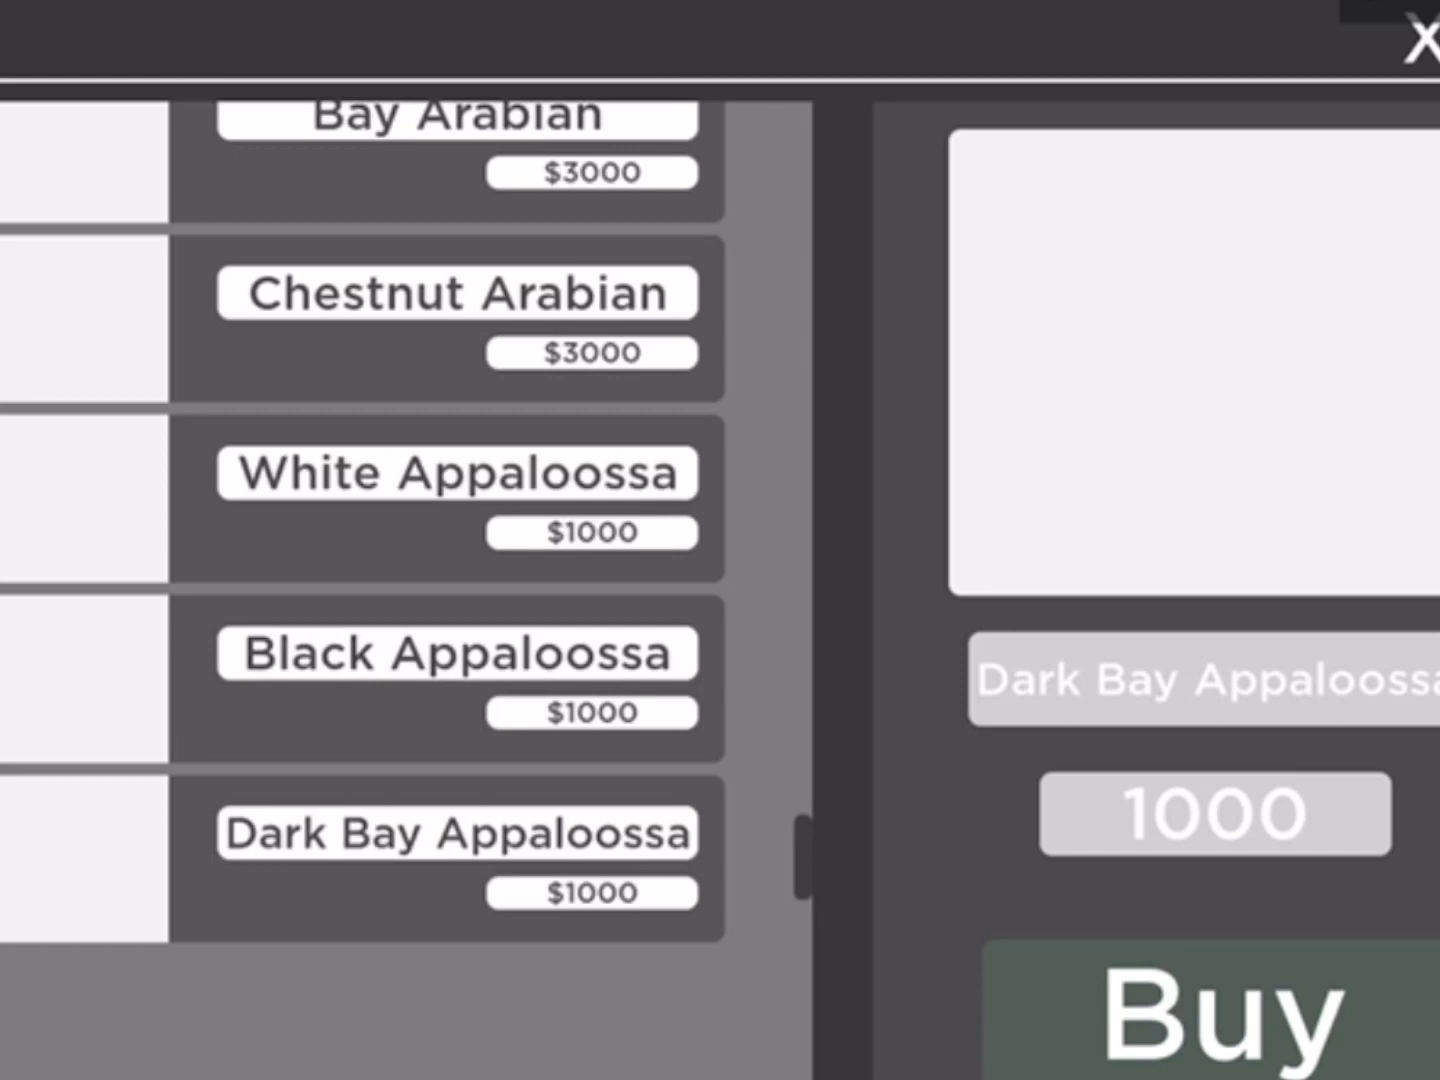 X
Bay Arabian
$3000
Chestnut Arabian
$3000
White Appaloossa
$1000
Black Appaloossa
$1000
Dark Bay Appaloossa
$1000
Dark Bay Appaloossa
1000
Buy